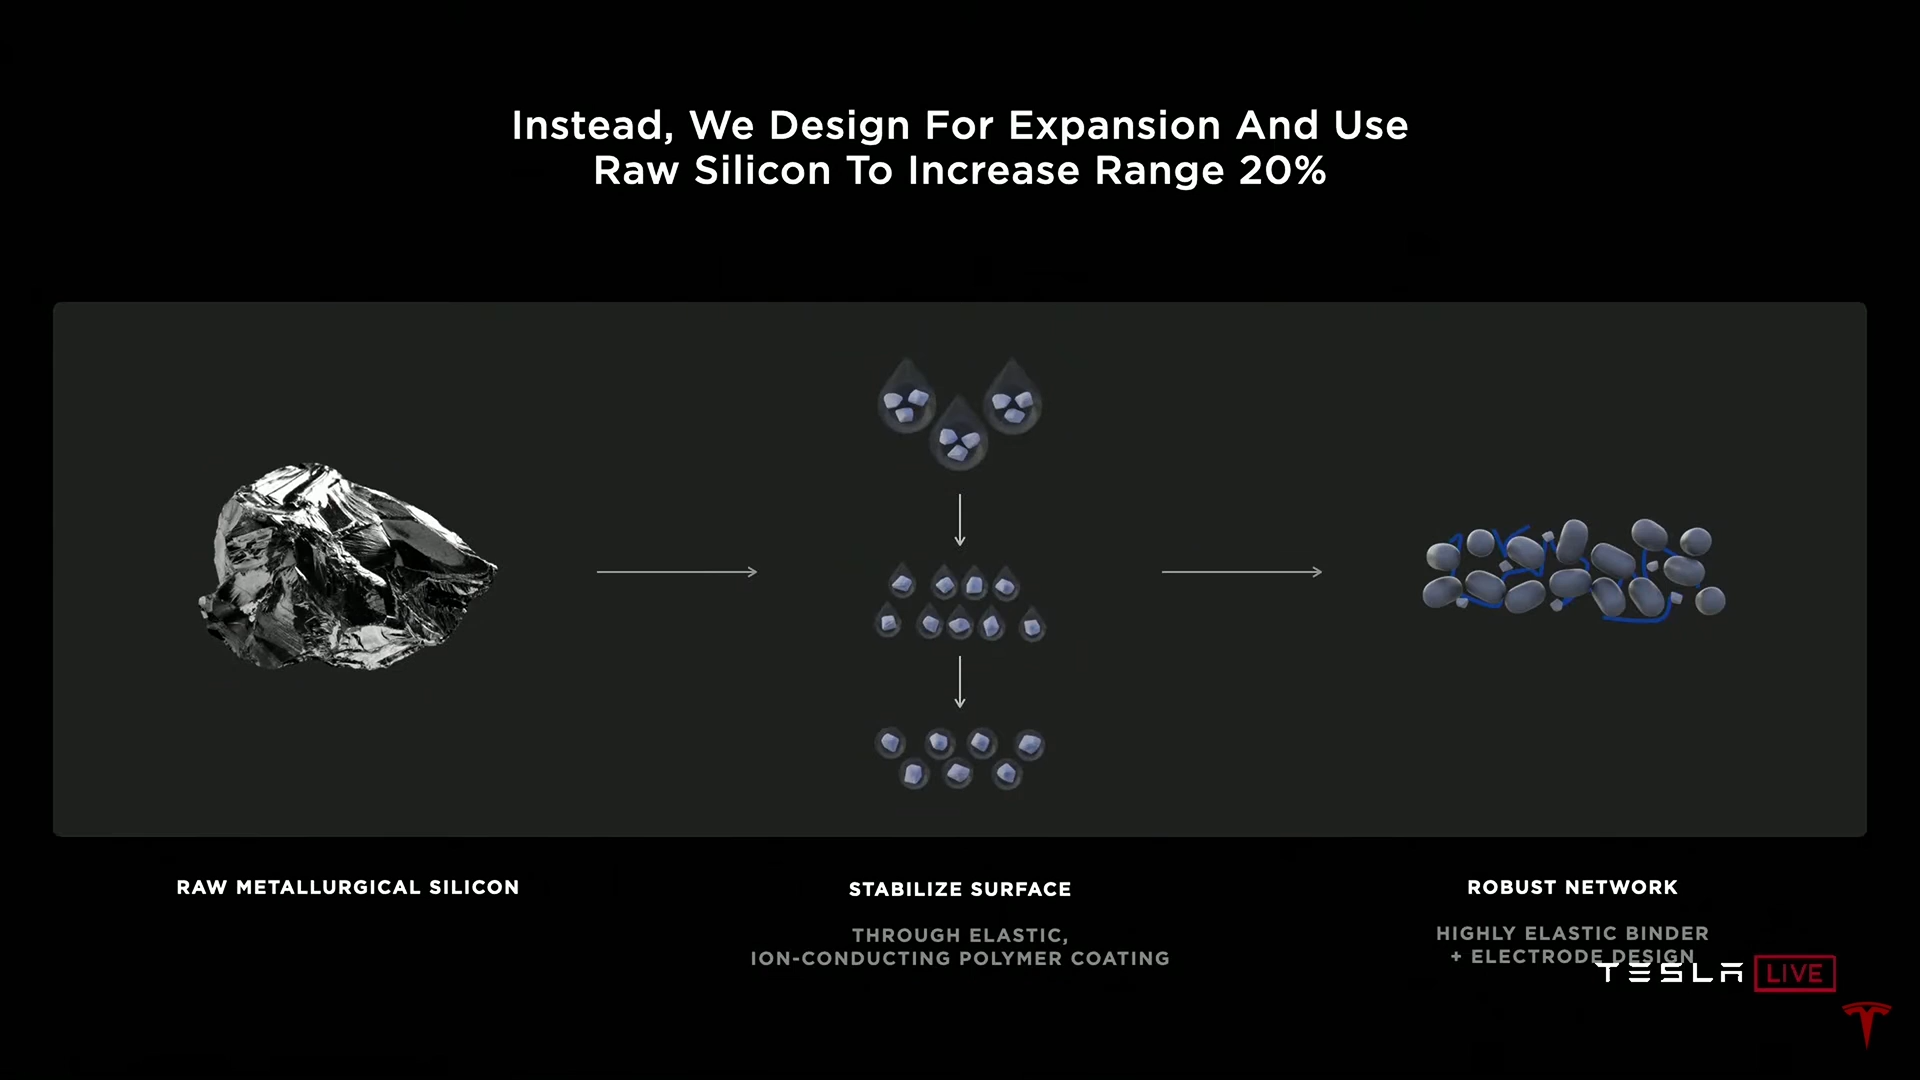 Instead, We Design For Expansion And Use
Raw Silicon To Increase Range 20%
RAW METALLURGICAL SILICON
STABILIZE SURFACE
THROUGH ELASTIC,
ION-CONDUCTING POLYMER COATING
ROBUST NETWORK
HIGHLY ELASTIC BINDER
+ ELECTRODE DESIGN
TESLA LIVE